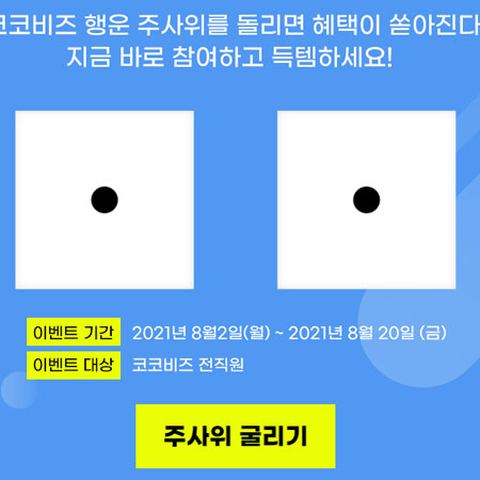 코코비즈 행운 주사위를 돌리면 혜택이 쏟아진다
지금 바로 참여하고 득템하세요!
이벤트 기간 2021년 8월2일(월) ~ 2021년 8월 20일 (금)
이벤트 대상 코코비즈 전직원
주사위 굴리기